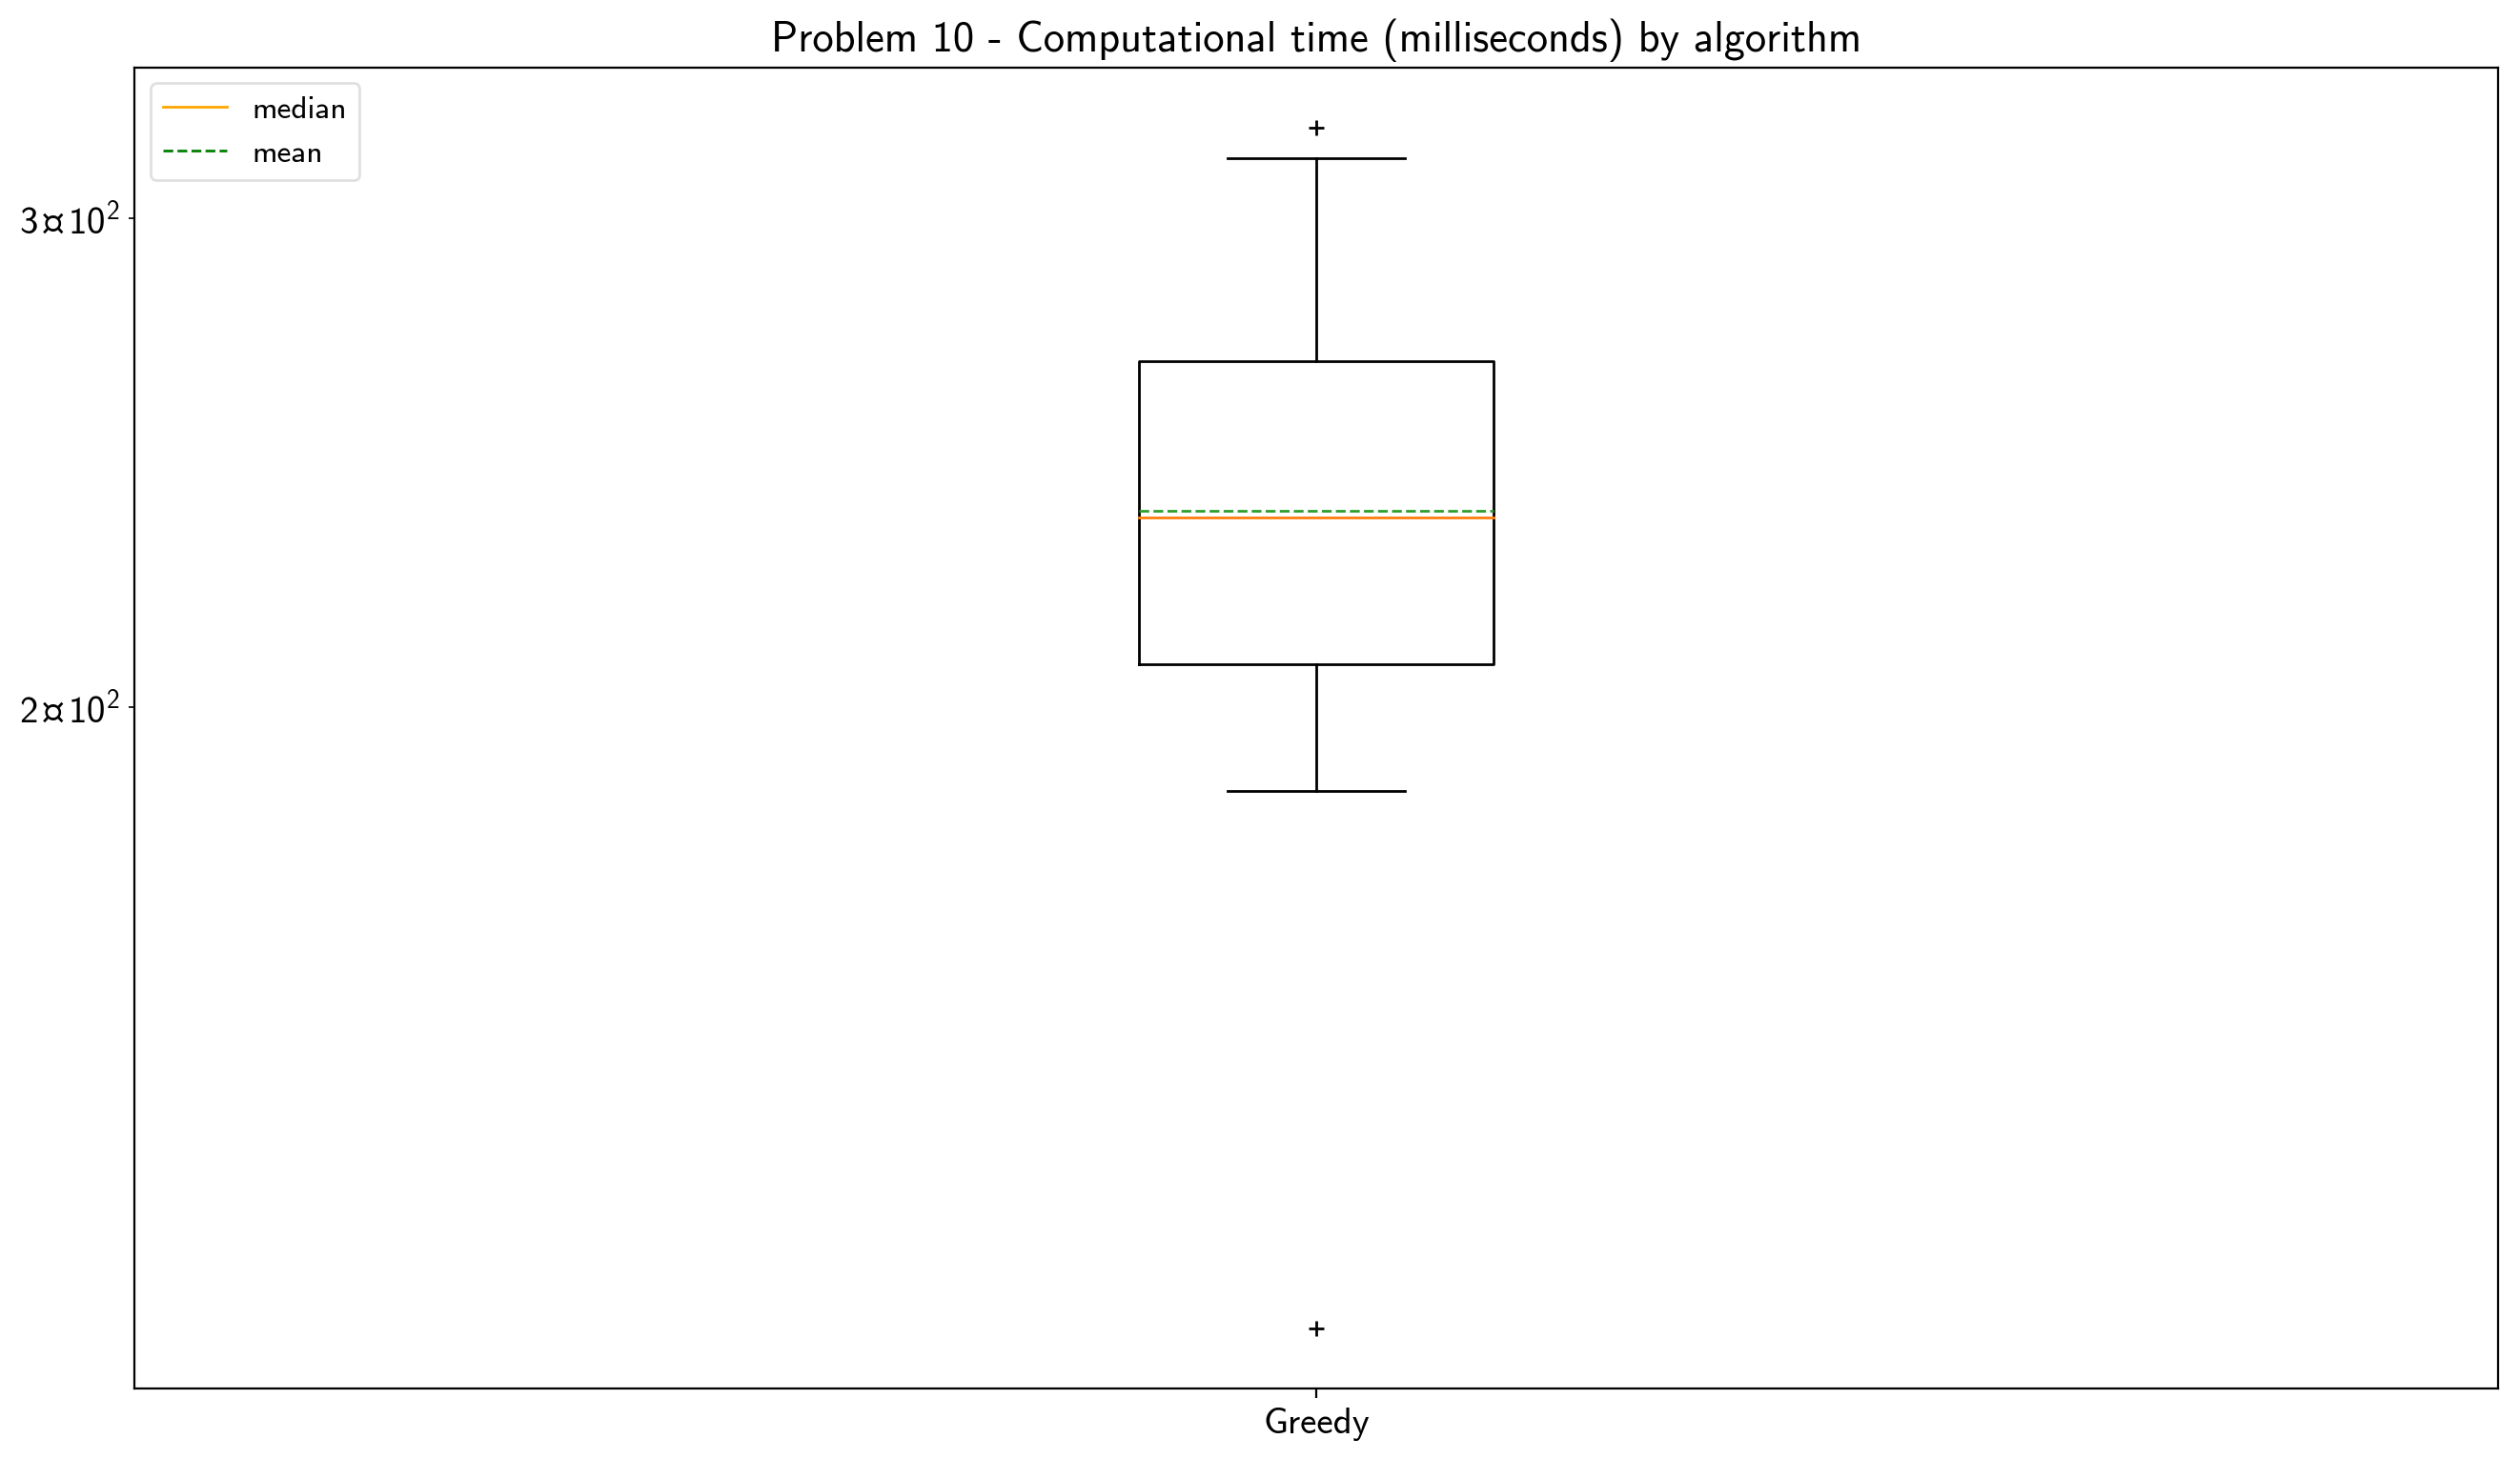 Problem 10 - Computational time (milliseconds) by algorithm
median
mean
3¤10²
2¤10²
Greedy